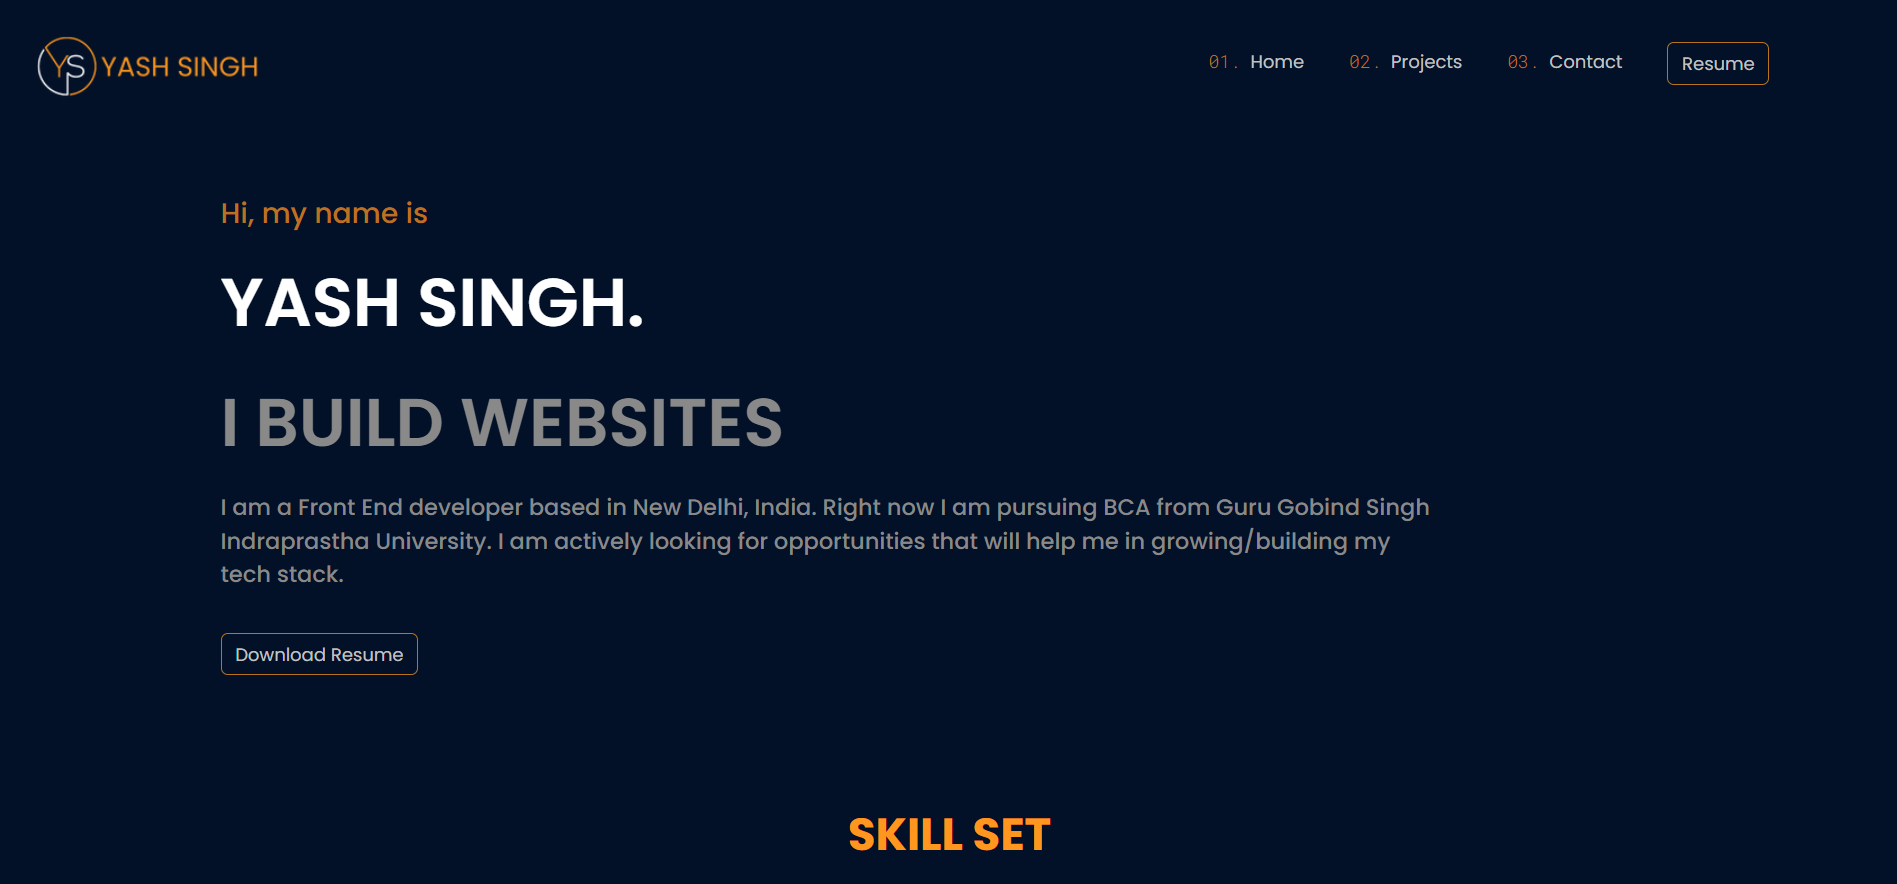 YS YASH SINGH
01. Home 02. Projects 03. Contact Resume
Hi, my name is
YASH SINGH.
I BUILD WEBSITES
I am a Front End developer based in New Delhi, India. Right now I am pursuing BCA from Guru Gobind Singh
Indraprastha University. I am actively looking for opportunities that will help me in growing/building my
tech stack.
Download Resume
SKILL SET